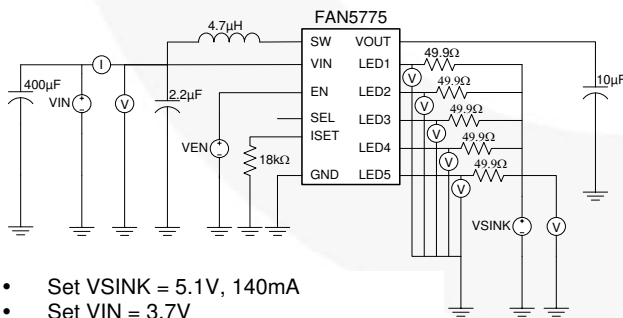 FAN5775
4.7µH
SW VOUT
49.9Ω
VIN LED1
49.9Ω
400µF
I
VIN
V
2.2µF
EN LED2
V
10µF
49.9Ω
V
SEL LED3
49.9Ω
V
ISET
VEN
18kΩ
LED4
V
49.9Ω
GND LED5
V
VSINK
V
• Set VSINK = 5.1V, 140mA
• Set VIN = 3.7V